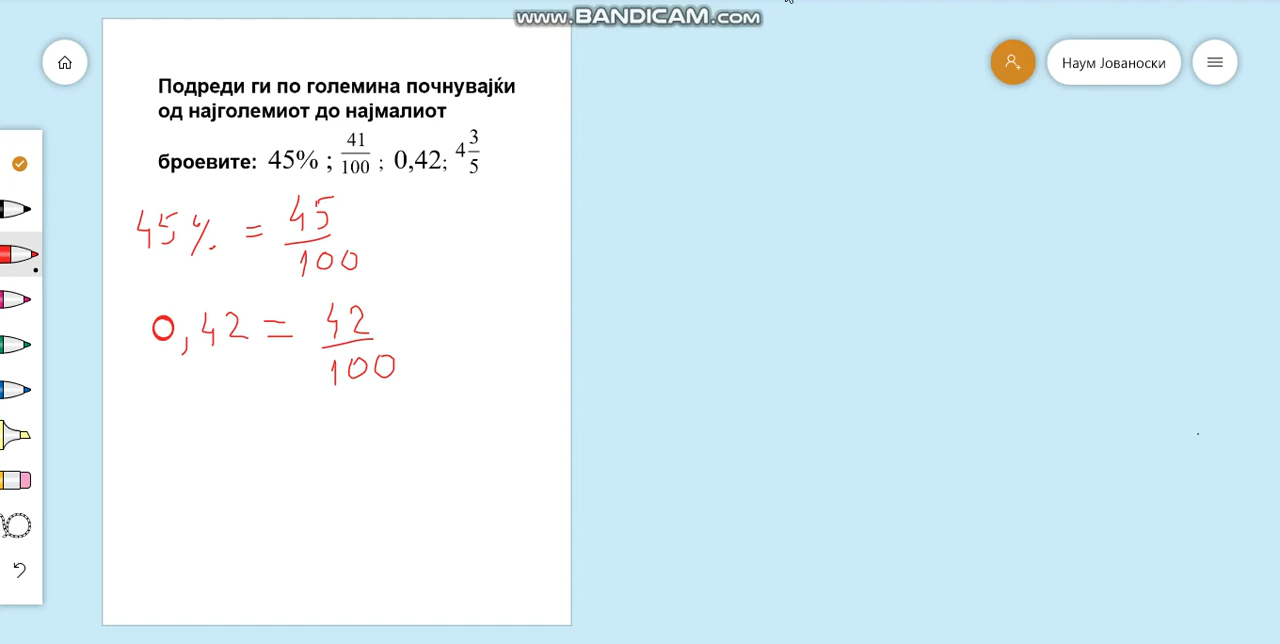 www.BANDICAM.com
Наум Јованоски
Подреди ги по големина почнувајќи
од најголемиот до најмалиот
броевите: 45% ; 41/100 ; 0,42; 4 3/5
45% = 45/100
0,42 = 42/100